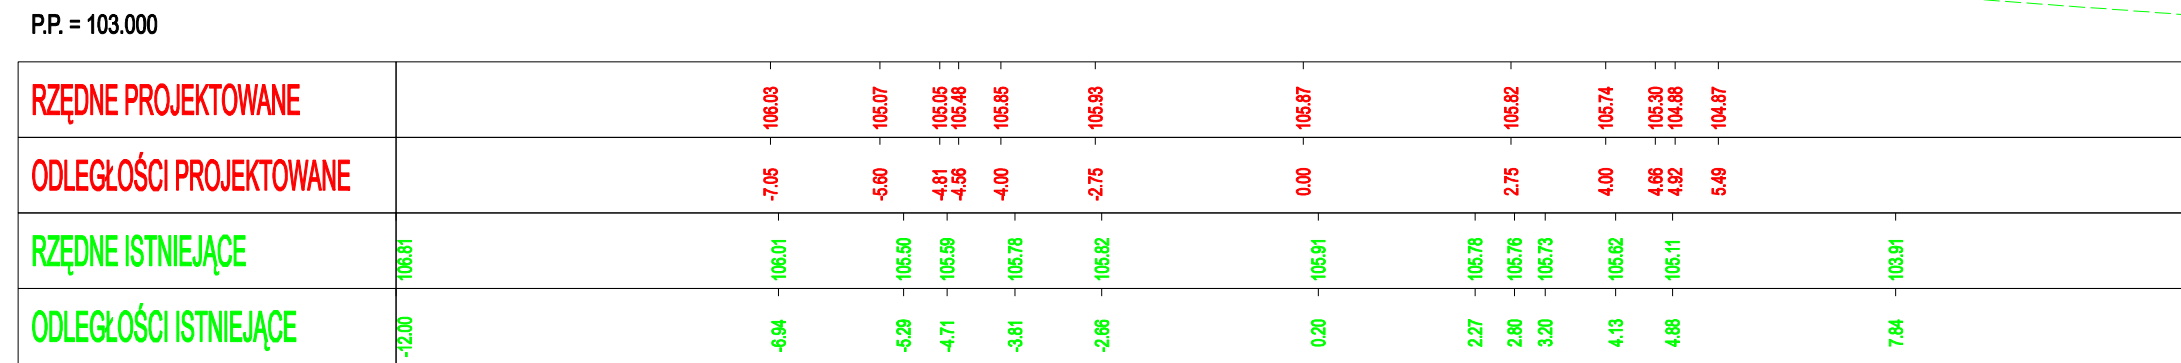 P.P. = 103.000
RZĘDNE PROJEKTOWANE 106.03 105.07 105.05 105.48 105.85 105.93 105.87 105.82 105.74 105.30 104.88 104.87
ODLEGŁOŚCI PROJEKTOWANE -7.05 -5.60 -4.81 -4.56 -4.00 -2.75 0.00 2.75 4.00 4.66 4.92 5.49
RZĘDNE ISTNIEJĄCE 106.81 106.01 105.50 105.59 105.78 105.82 105.91 105.78 105.76 105.73 105.62 105.11 103.91
ODLEGŁOŚCI ISTNIEJĄCE -12.00 -6.94 -5.29 -4.71 -3.81 -2.66 0.20 2.27 2.80 3.20 4.13 4.88 7.84